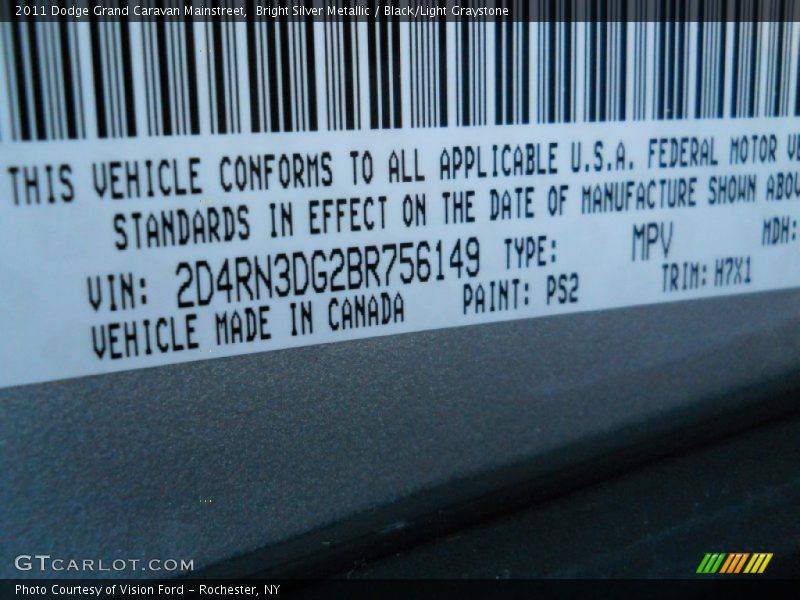 2011 Dodge Grand Caravan Mainstreet,  Bright Silver Metallic / Black/Light Graystone
THIS VEHICLE CONFORMS TO ALL APPLICABLE U.S.A. FEDERAL MOTOR VE
STANDARDS IN EFFECT ON THE DATE OF MANUFACTURE SHOWN ABOV
VIN: 2D4RN3DG2BR756149 TYPE: MPV MDH:
VEHICLE MADE IN CANADA PAINT: PS2 TRIM: H7X1
GTCARLOT.COM
Photo Courtesy of Vision Ford - Rochester, NY